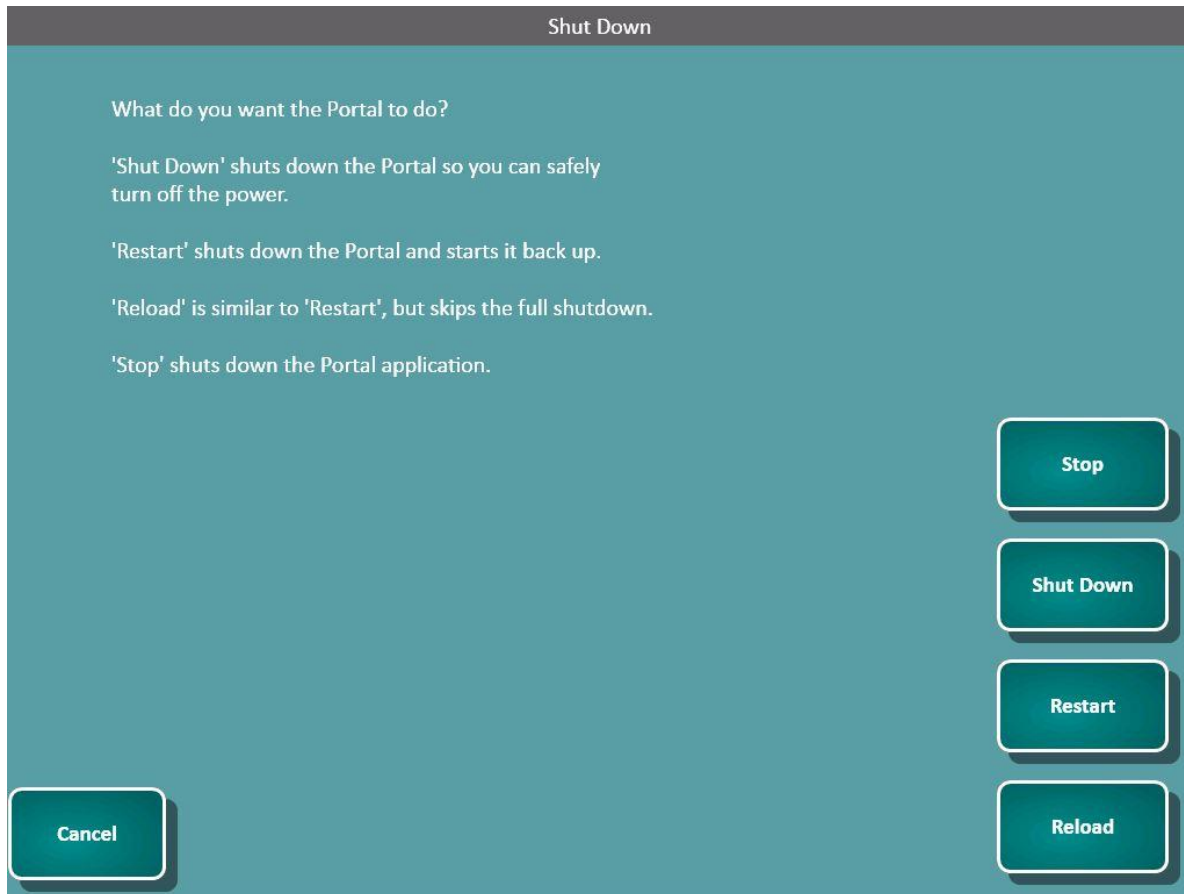 Shut Down
What do you want the Portal to do?
'Shut Down' shuts down the Portal so you can safely
turn off the power.
'Restart' shuts down the Portal and starts it back up.
'Reload' is similar to 'Restart', but skips the full shutdown.
'Stop' shuts down the Portal application.
Stop
Shut Down
Restart
Cancel
Reload